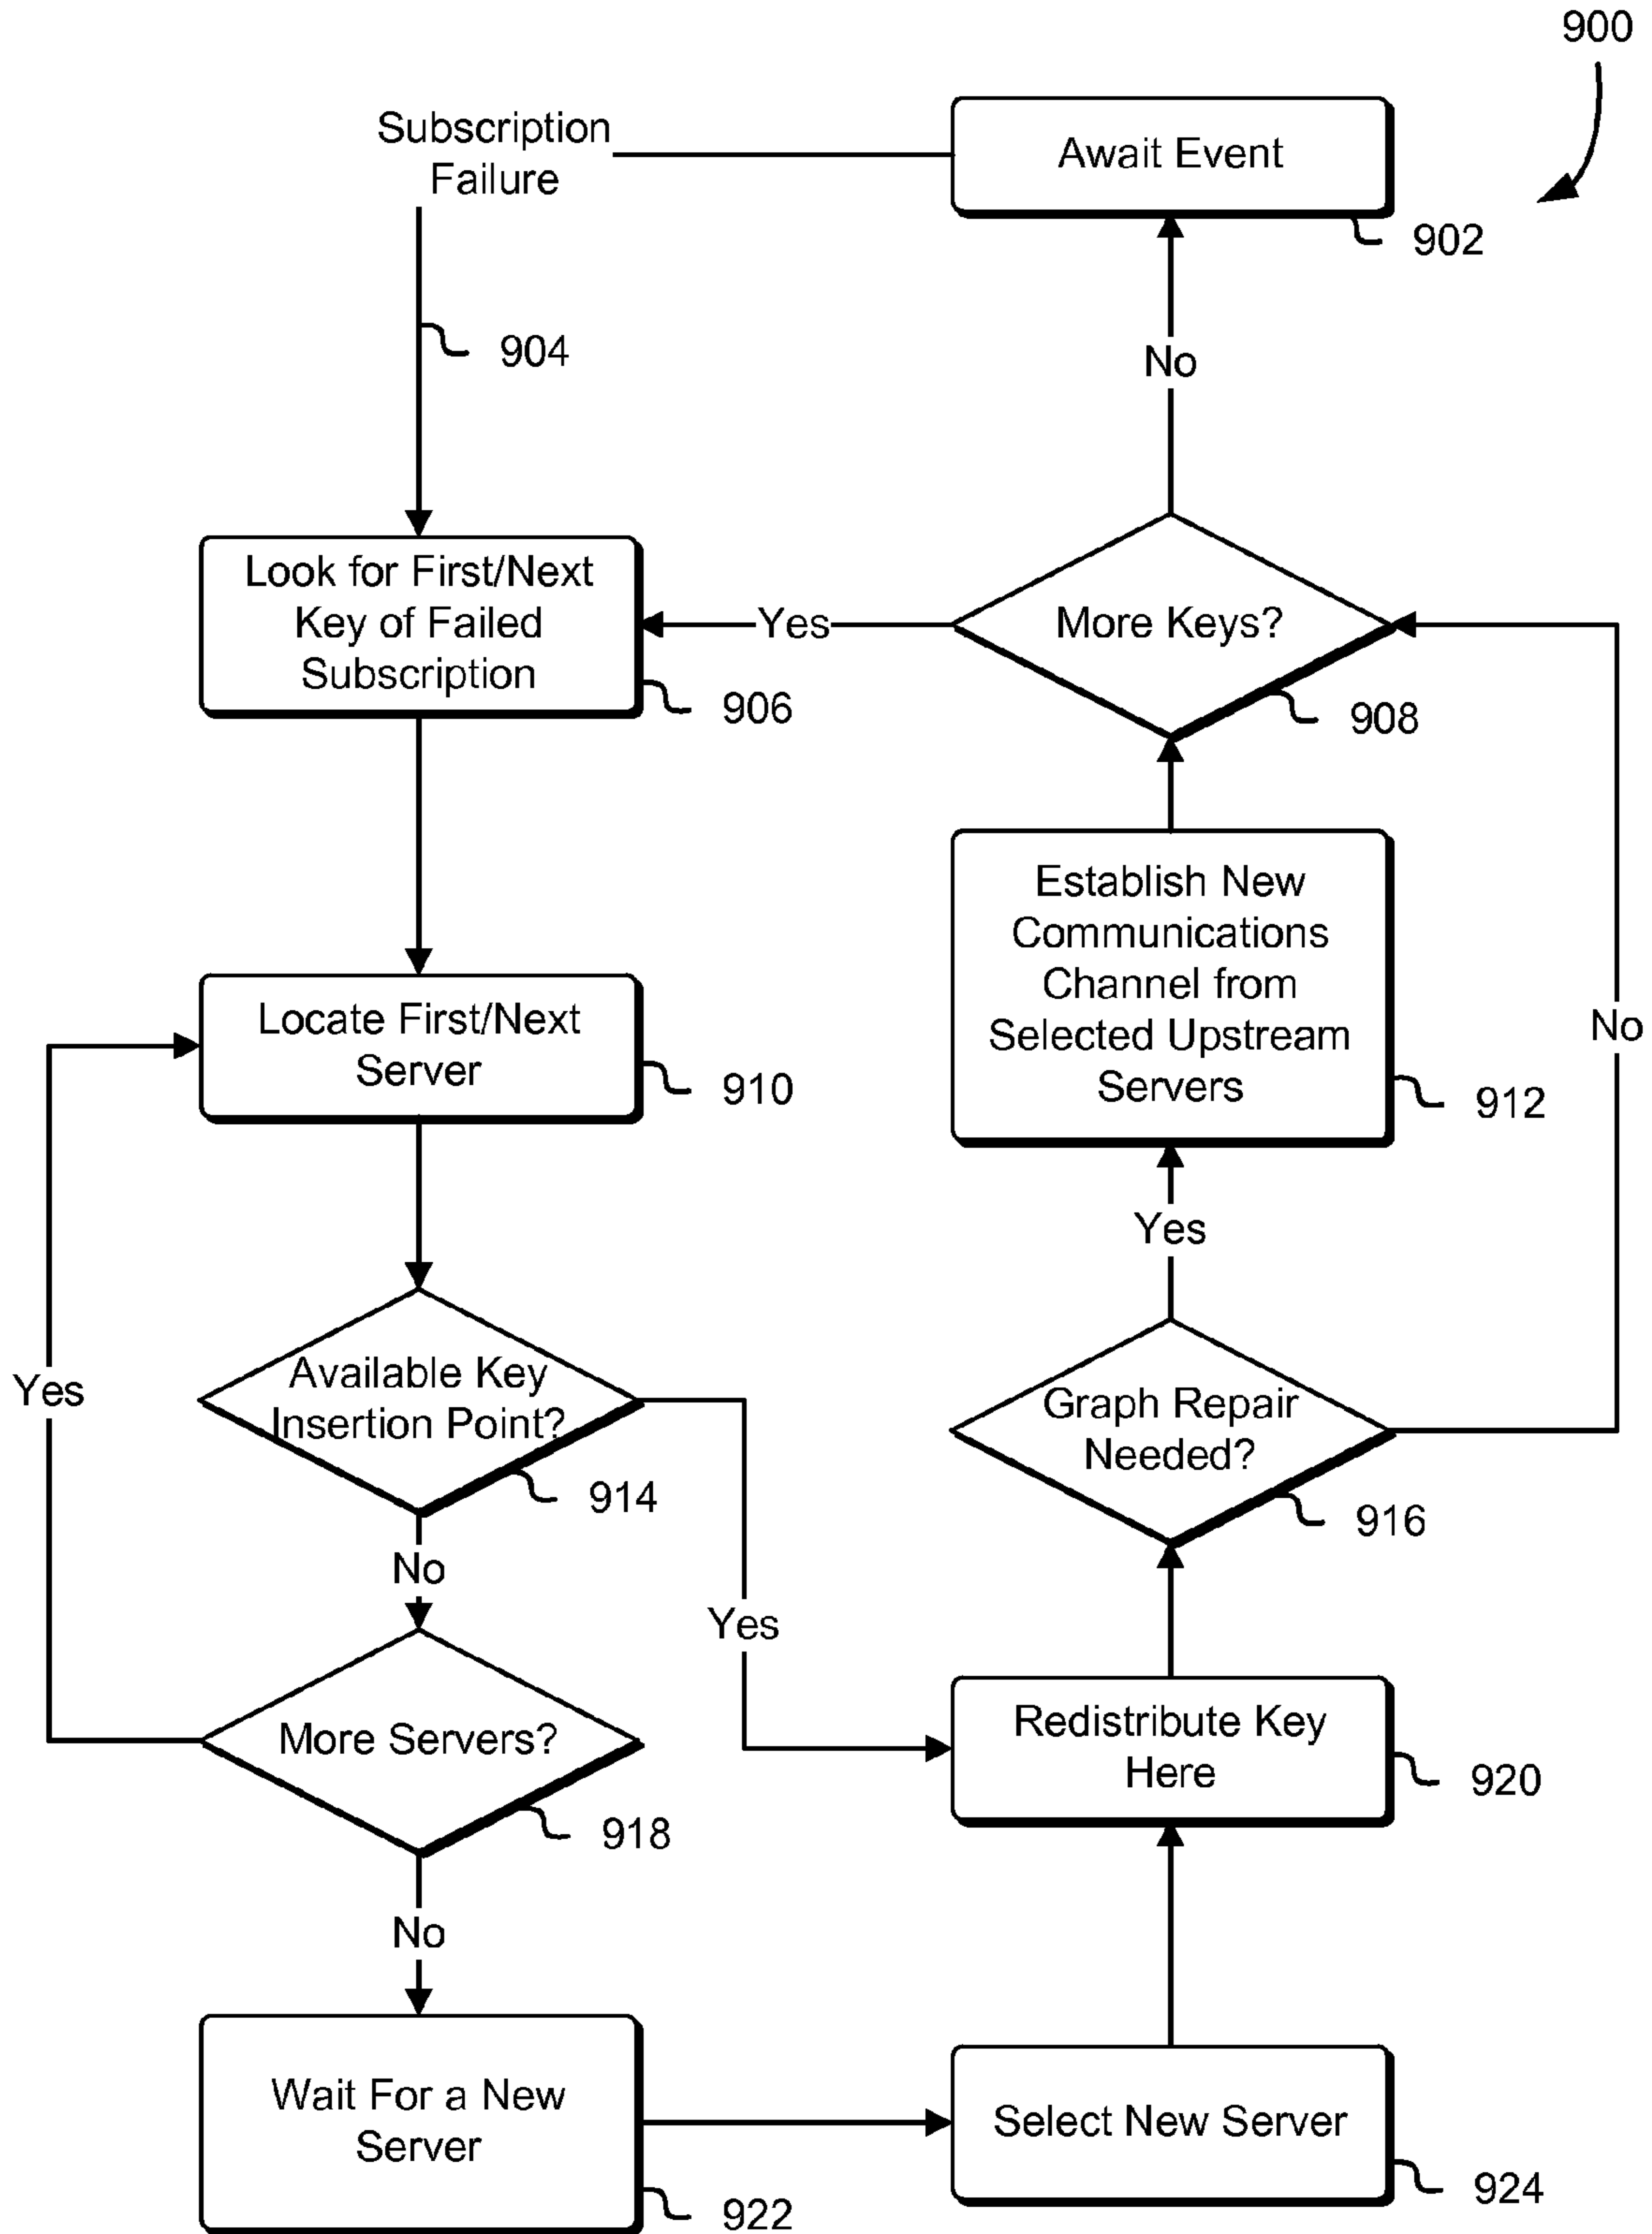 900
Subscription
Failure
Await Event
902
904
No
Look for First/Next
Key of Failed
Subscription
906
Yes
More Keys?
908
Locate First/Next
Server
910
Establish New
Communications
Channel from
Selected Upstream
Servers
912
No
Yes
Yes
Available Key
Insertion Point?
914
Graph Repair
Needed?
916
No
Yes
More Servers?
918
Redistribute Key
Here
920
No
Wait For a New
Server
922
Select New Server
924